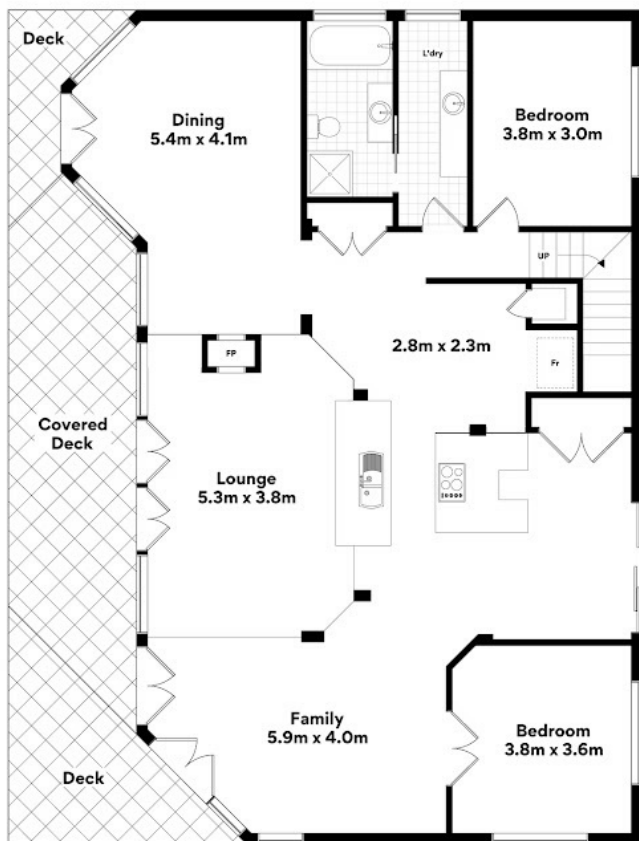 Deck
Dining
5.4m x 4.1m
L'dry
Bedroom
3.8m x 3.0m
UP
2.8m x 2.3m
FP
Fr
Covered
Deck
Lounge
5.3m x 3.8m
Family
5.9m x 4.0m
Bedroom
3.8m x 3.6m
Deck